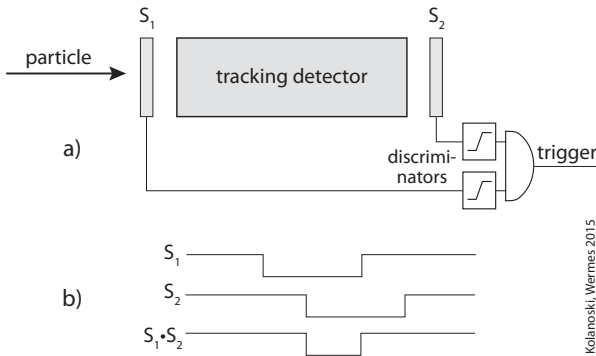 S₁ S₂
particle
tracking detector
a)
discrimi-
nators
trigger
S₁
b) S₂
S₁•S₂
Kolanoski, Wermes 2015